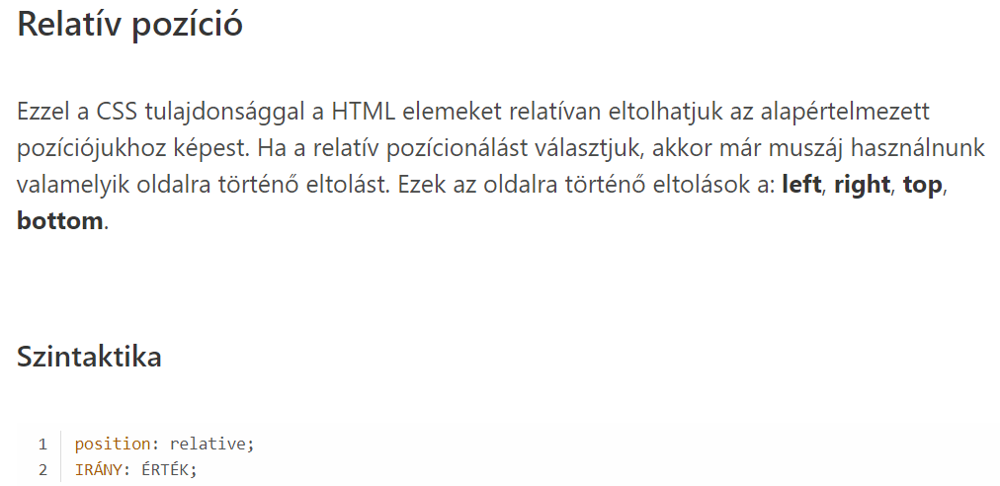 Relatív pozíció
Ezzel a CSS tulajdonsággal a HTML elemeket relatívan eltolhatjuk az alapértelmezett
pozíciójukhoz képest. Ha a relatív pozícionálást választjuk, akkor már muszáj használnunk
valamelyik oldalra történő eltolást. Ezek az oldalra történő eltolások a: left, right, top,
bottom.
Szintaktika
1 position: relative;
2 IRÁNY: ÉRTÉK;